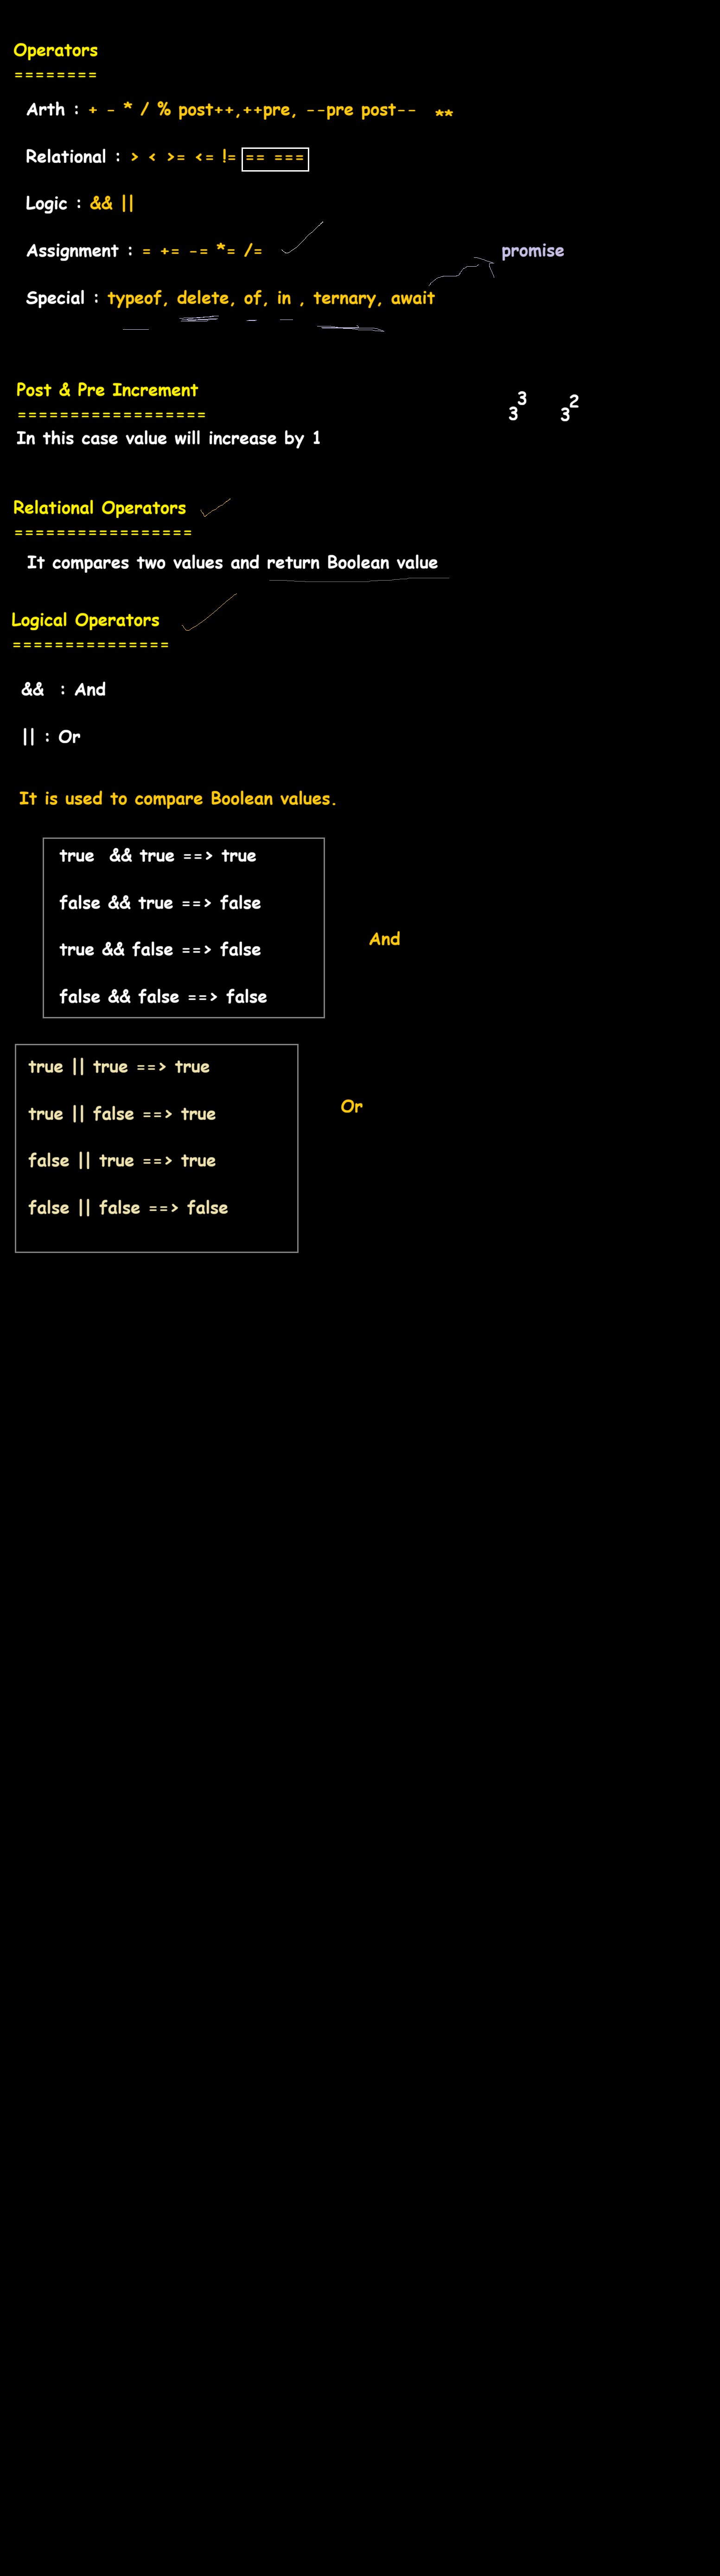 Operators
========
Arth : + - * / % post++,++pre, --pre post-- **
Relational : > < >= <= != == ===
Logic : && ||
Assignment : = += -= *= /=
promise
Special : typeof, delete, of, in , ternary, await
Post & Pre Increment
==================
3 3 3 2
In this case value will increase by 1
Relational Operators
=================
It compares two values and return Boolean value
Logical Operators
===============
&& : And
|| : Or
It is used to compare Boolean values.
true && true ==> true
false && true ==> false
true && false ==> false
false && false ==> false
And
true || true ==> true
true || false ==> true
false || true ==> true
false || false ==> false
Or